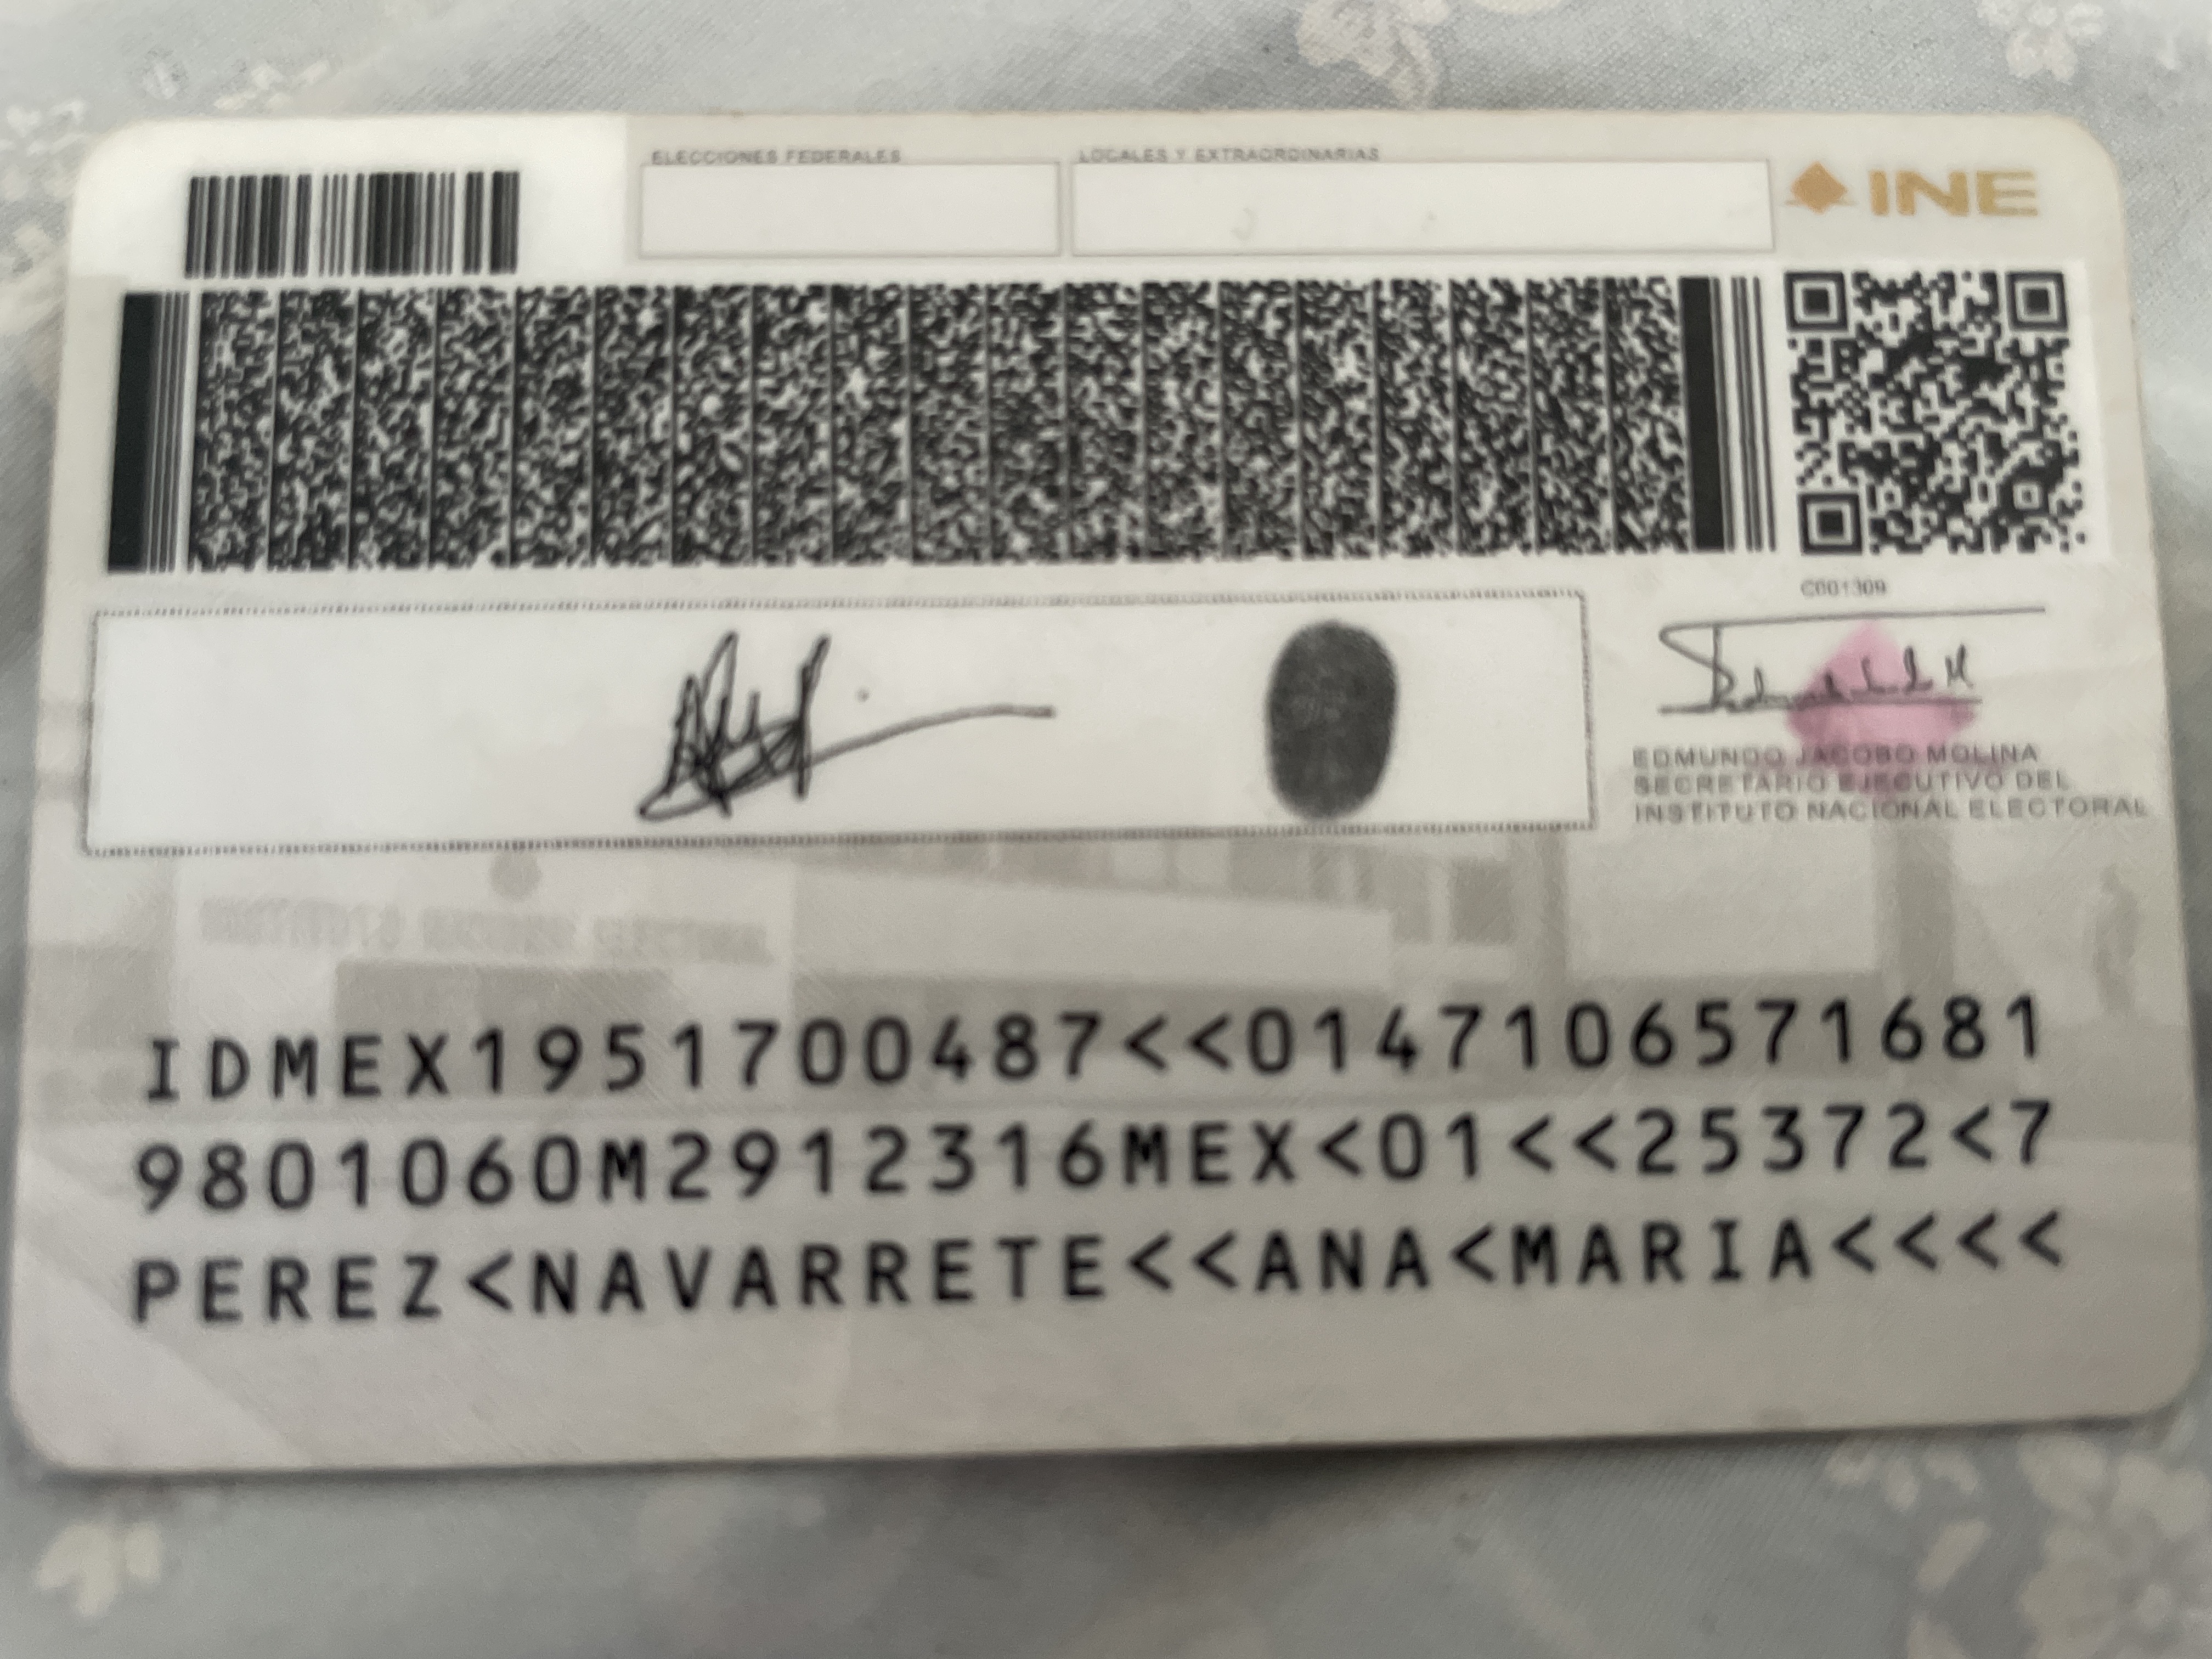 ELECCIONES FEDERALES
LOCALES Y EXTRAORDINARIAS
INE
C001309
EDMUNDO JACOBO MOLINA
SECRETARIO EJECUTIVO DEL
INSTITUTO NACIONAL ELECTORAL
IDMEX1951700487<<0147106571681
9801060M2912316MEX<01<<25372<7
PEREZ<NAVARRETE<<ANA<MARIA<<<<